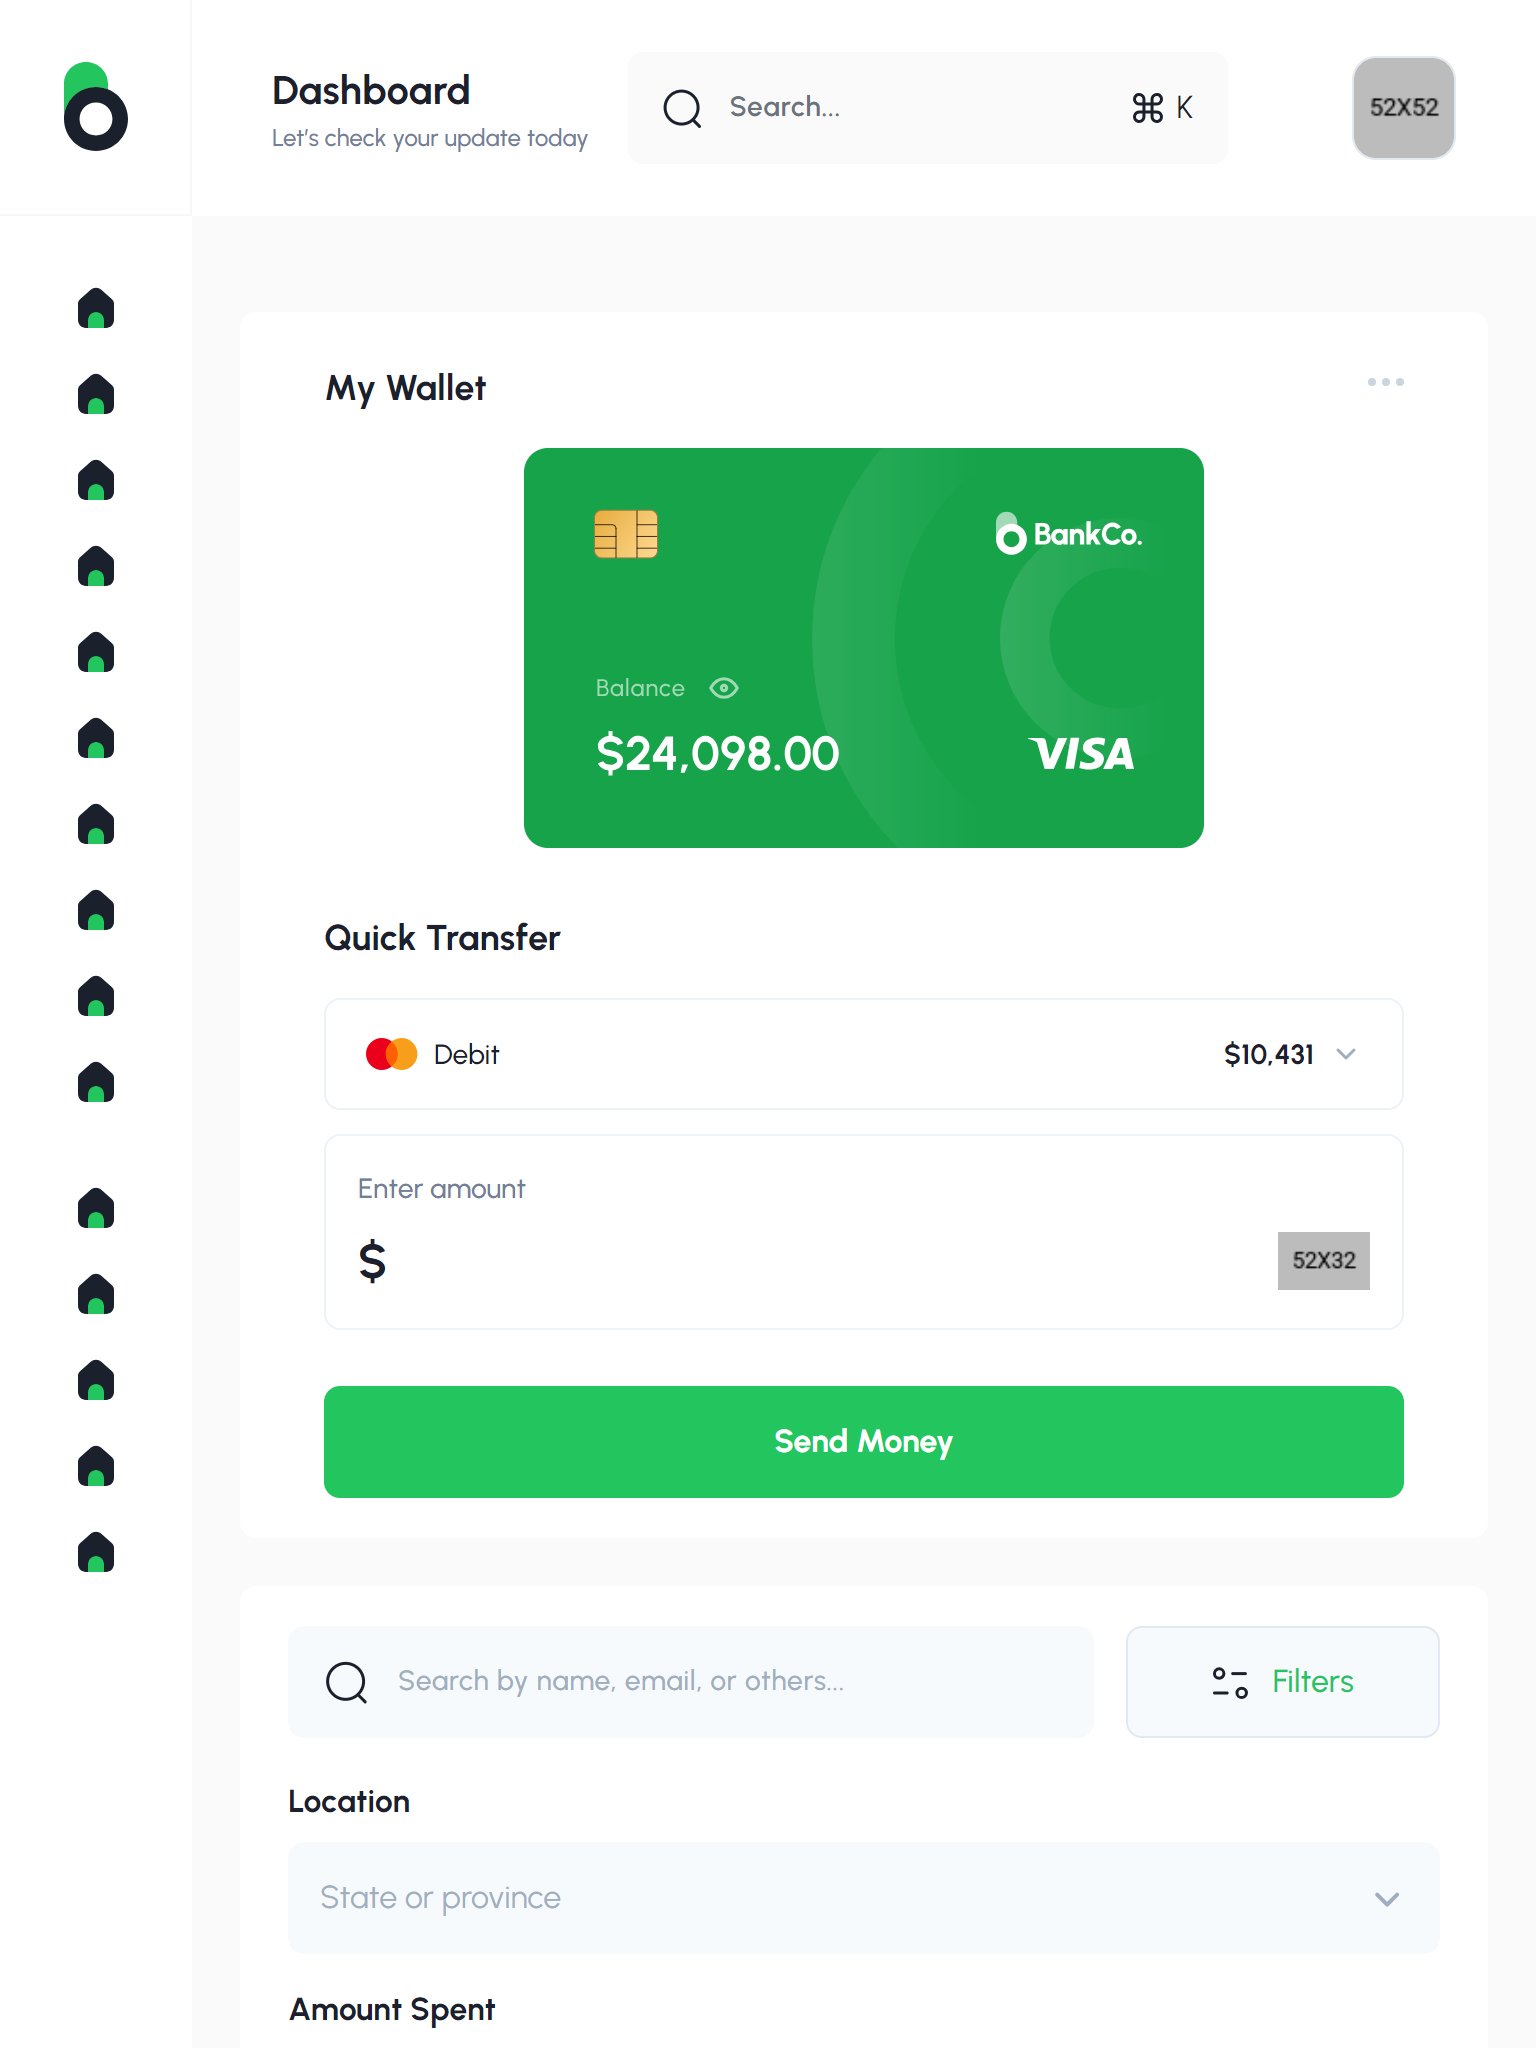 Dashboard
Let's check your update today
Search...
⌘ K
52X52
My Wallet
BankCo.
Balance
$24,098.00
VISA
Quick Transfer
Debit
$10,431
Enter amount
$
52X32
Send Money
Search by name, email, or others...
Filters
Location
State or province
Amount Spent